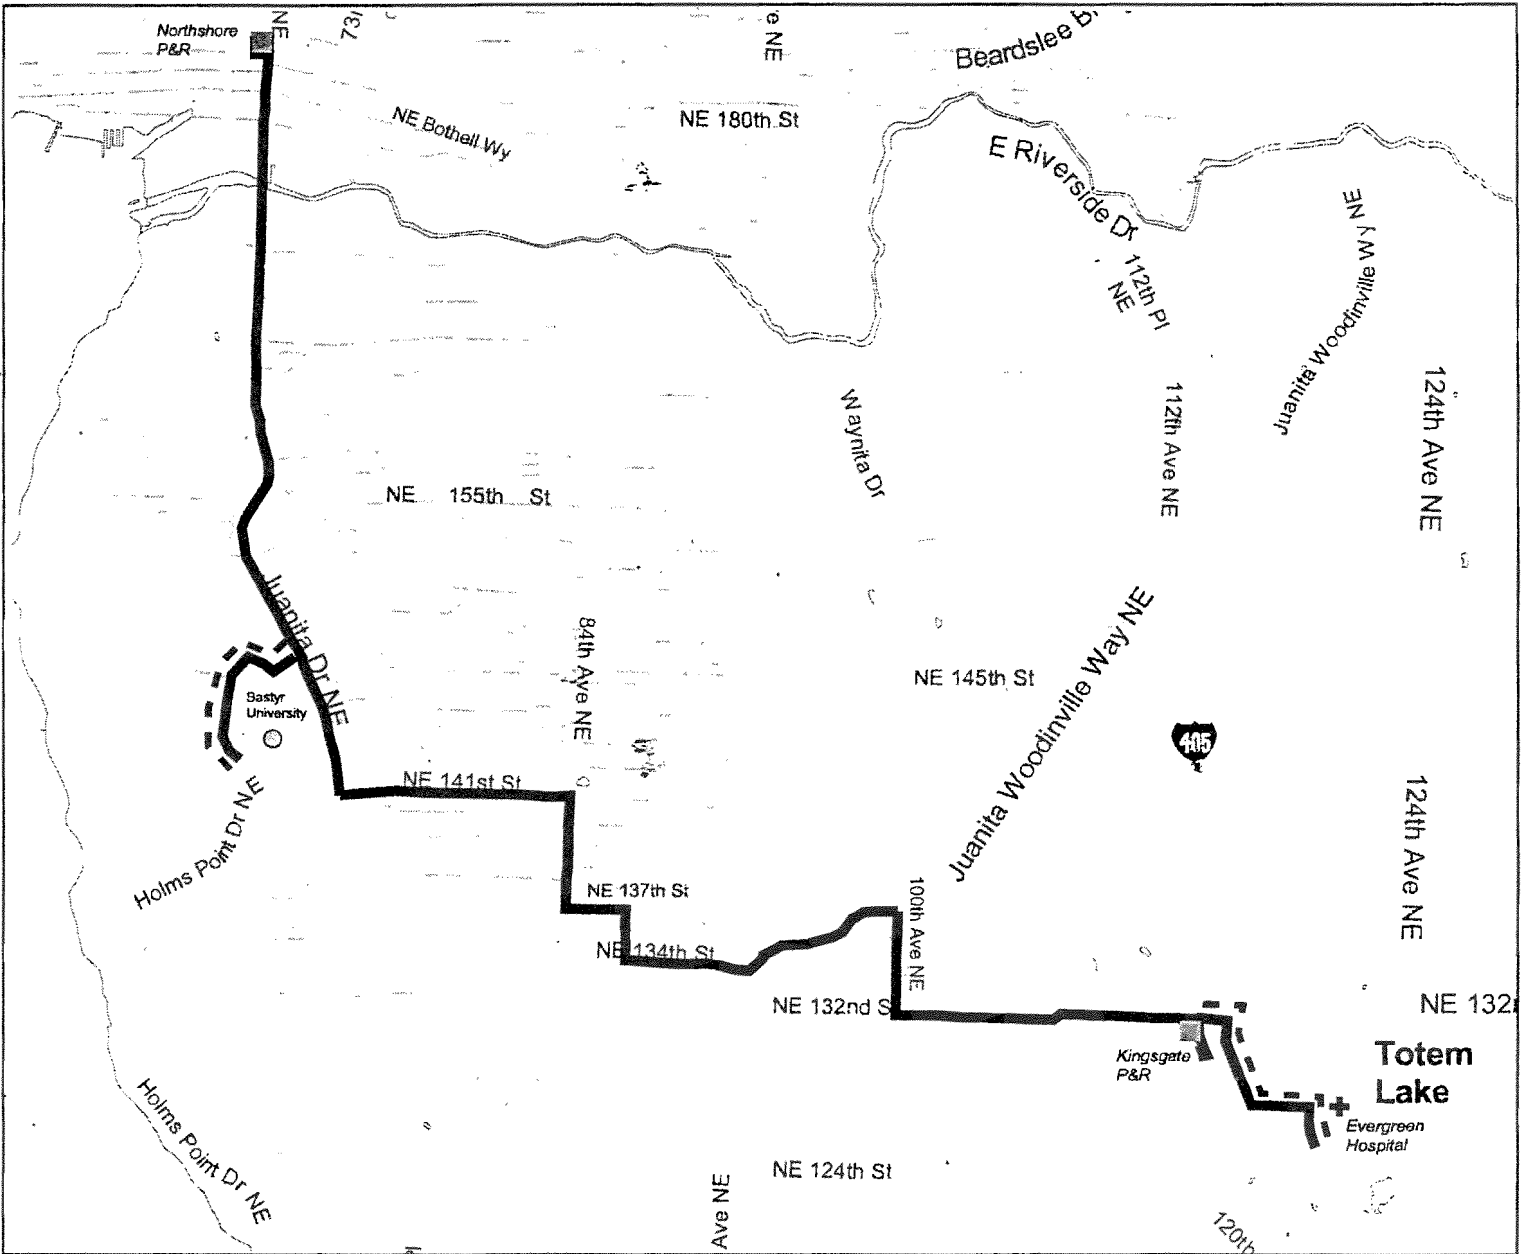 Northshore
P&R
NE
e NE
Beardslee
NE Bothell Wy
NE 180th St
E Riverside Dr
112th Pl
NE
Juanita Woodinville Wy NE
Waynita Dr
112th Ave NE
124th Ave NE
NE 155th St
Juanita Dr NE
84th Ave NE
NE 145th St
Juanita Woodinville Way NE
405
Bastyr
University
NE 141st St
Holms Point Dr NE
124th Ave NE
NE 137th St
100th Ave NE
NE 134th St
NE 132nd S
NE 132
Kingsgate
P&R
Totem
Lake
Evergreen
Hospital
Holms Point Dr NE
NE 124th St
Ave NE
120th